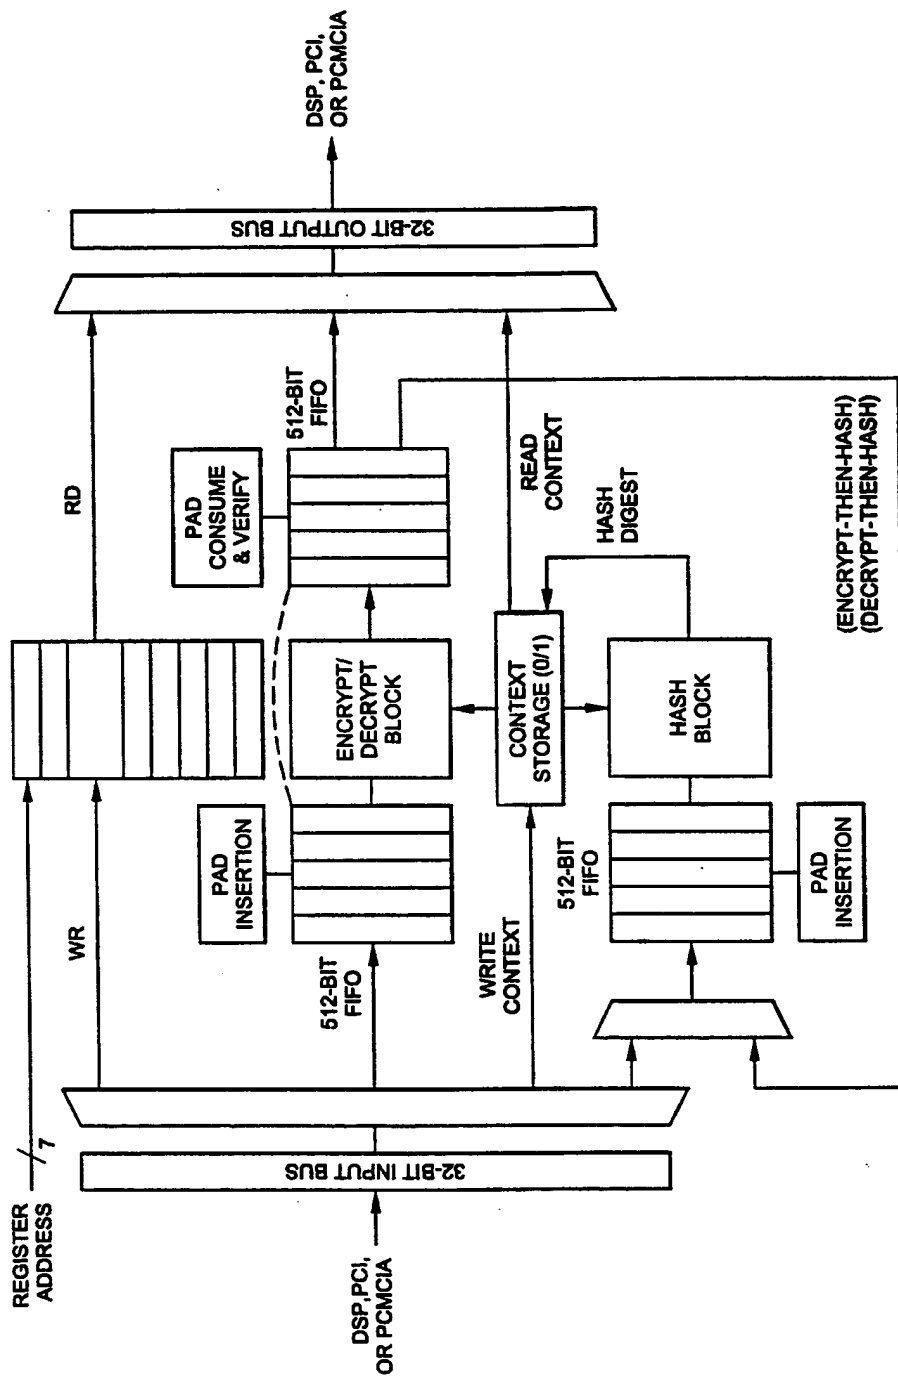 REGISTER
ADDRESS
7
DSP,PCI,
OR PCMCIA
32-BIT INPUT BUS
WR
512-BIT
FIFO
WRITE
CONTEXT
PAD
INSERTION
512-BIT
FIFO
PAD
INSERTION
ENCRYPT/
DECRYPT
BLOCK
CONTEXT
STORAGE (0/1)
HASH
BLOCK
RD
PAD
CONSUME
& VERIFY
512-BIT
FIFO
READ
CONTEXT
HASH
DIGEST
(ENCRYPT-THEN-HASH)
(DECRYPT-THEN-HASH)
32-BIT OUTPUT BUS
DSP, PCI,
OR PCMCIA